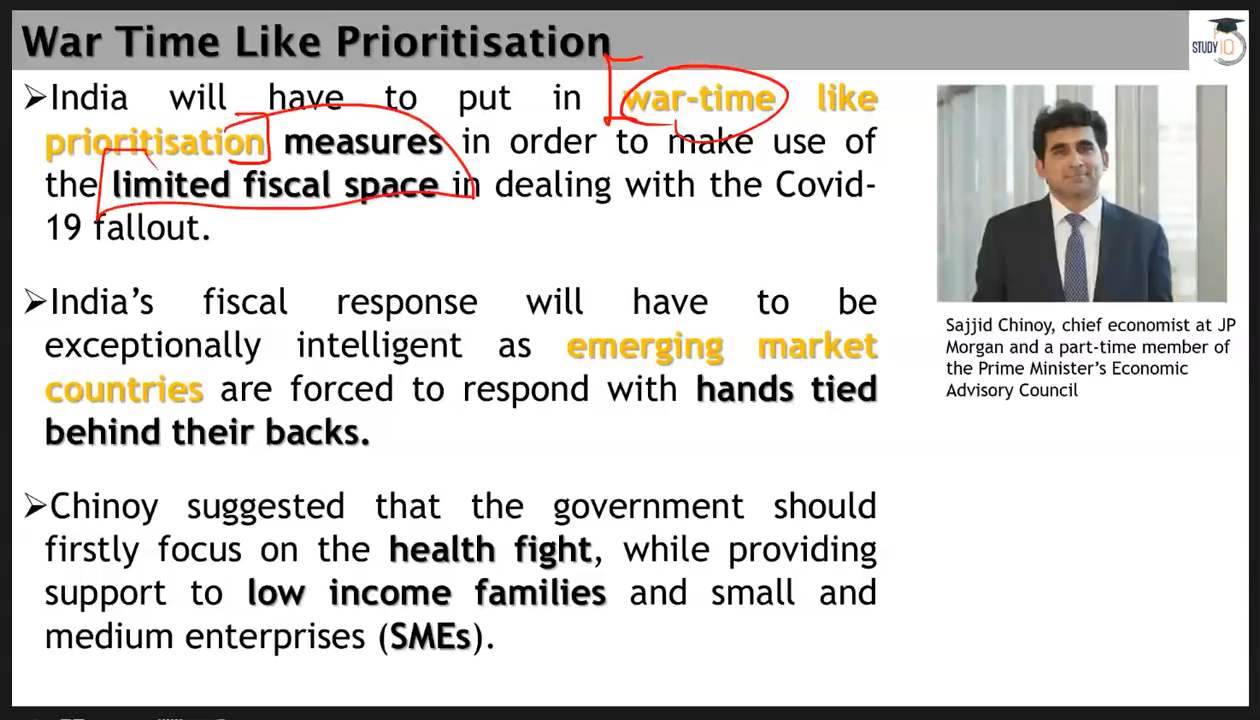 War Time Like Prioritisation
STUDY IQ
➢India will have to put in war-time like
prioritisation measures in order to make use of
the limited fiscal space in dealing with the Covid-
19 fallout.
➢India’s fiscal response will have to be
exceptionally intelligent as emerging market
countries are forced to respond with hands tied
behind their backs.
➢Chinoy suggested that the government should
firstly focus on the health fight, while providing
support to low income families and small and
medium enterprises (SMEs).
Sajjid Chinoy, chief economist at JP
Morgan and a part-time member of
the Prime Minister’s Economic
Advisory Council